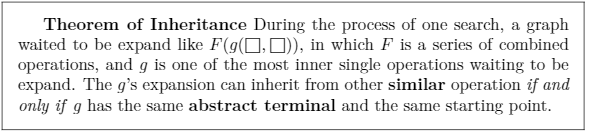 Theorem of Inheritance During the process of one search, a graph
waited to be expand like F(g(□, □)), in which F is a series of combined
operations, and g is one of the most inner single operations waiting to be
expand. The g's expansion can inherit from other similar operation if and
only if g has the same abstract terminal and the same starting point.